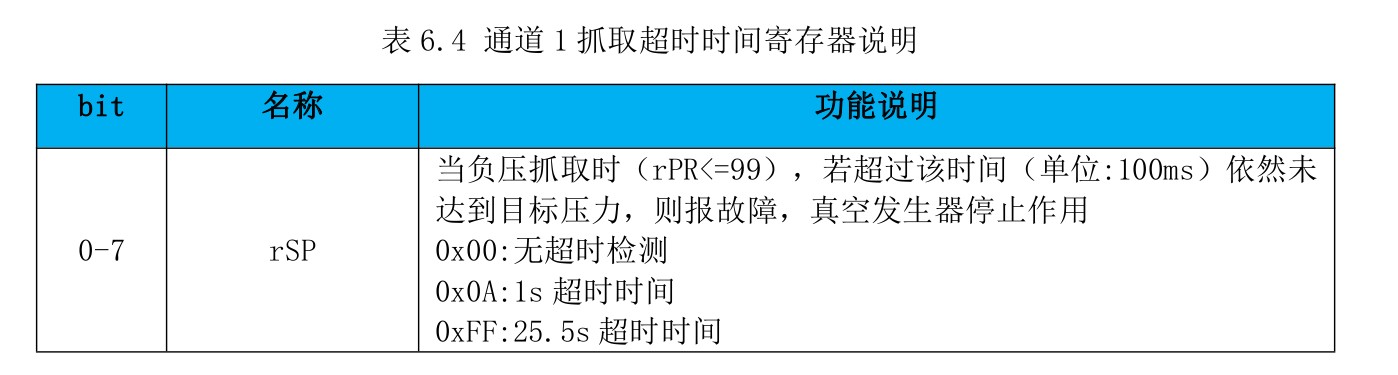 表 6.4 通道 1 抓取超时时间寄存器说明
bit 名称 功能说明
当负压抓取时（rPR<=99），若超过该时间（单位:100ms）依然未
达到目标压力，则报故障，真空发生器停止作用
0-7 rSP 0x00:无超时检测
0x0A:1s 超时时间
0xFF:25.5s 超时时间